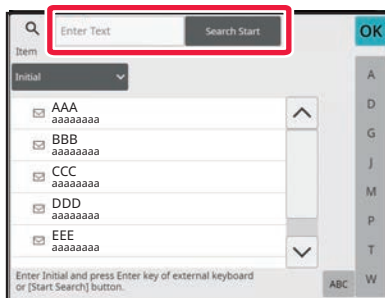 Enter Text Search Start OK
Item
Initial
A
D
G
J
M
P
T
W
AAA
aaaaaaaa
BBB
aaaaaaaa
CCC
aaaaaaaa
DDD
aaaaaaaa
EEE
aaaaaaaa
Enter Initial and press Enter key of external keyboard
or [Start Search] button.
ABC